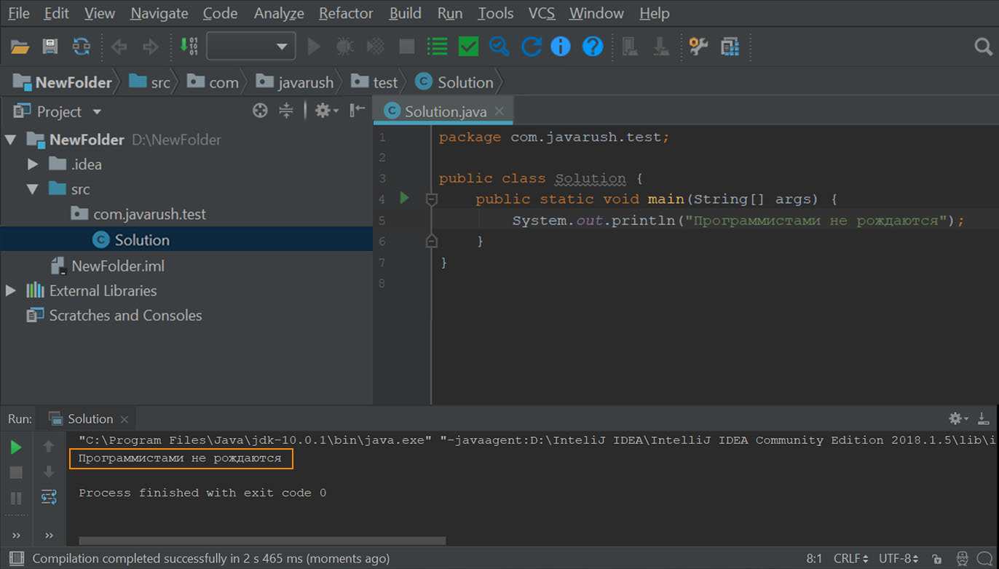 File Edit View Navigate Code Analyze Refactor Build Run Tools VCS Window Help
NewFolder src com javarush test Solution
Project
Solution.java
NewFolder D:\NewFolder
.idea
src
com.javarush.test
Solution
NewFolder.iml
External Libraries
Scratches and Consoles
1 package com.javarush.test;
2
3 public class Solution {
4 public static void main(String[] args) {
5 System.out.println("Программистами не рождаются");
6 }
7 }
8
Run: Solution
"C:\Program Files\Java\jdk-10.0.1\bin\java.exe" "-javaagent:D:\InteliJ IDEA\IntelliJ IDEA Community Edition 2018.1.5\lib\i
Программистами не рождаются
Process finished with exit code 0
Compilation completed successfully in 2 s 465 ms (moments ago) 8:1 CRLF UTF-8